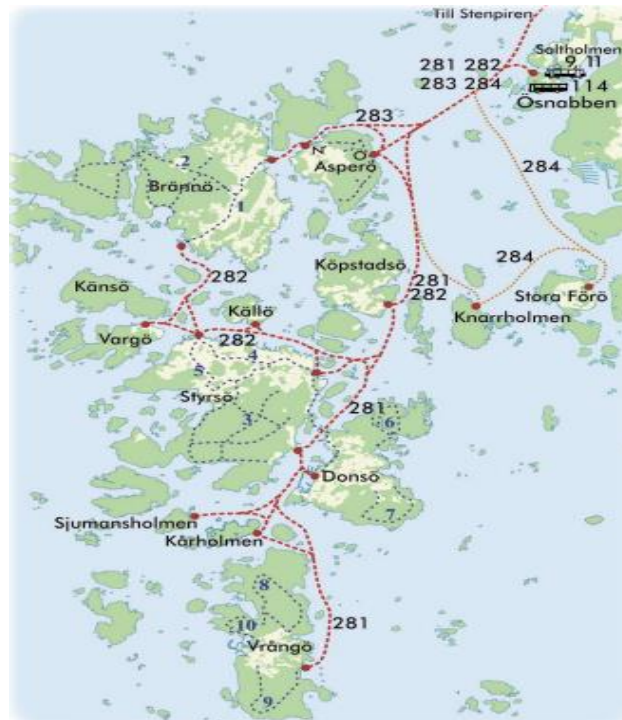 Till Stenpiren
Saltholmen
9 11
281 282
283 284
114
Ösnabben
283
N
Ö
Asperö
2
Brännö
1
284
Köpstadsö
282
281
282
284
Känsö
Källö
Stora Förö
Knarrholmen
Vargö
282
4
5
Styrsö
281
3
6
Donsö
7
Sjumansholmen
Kårholmen
8
10
281
Vrångö
9